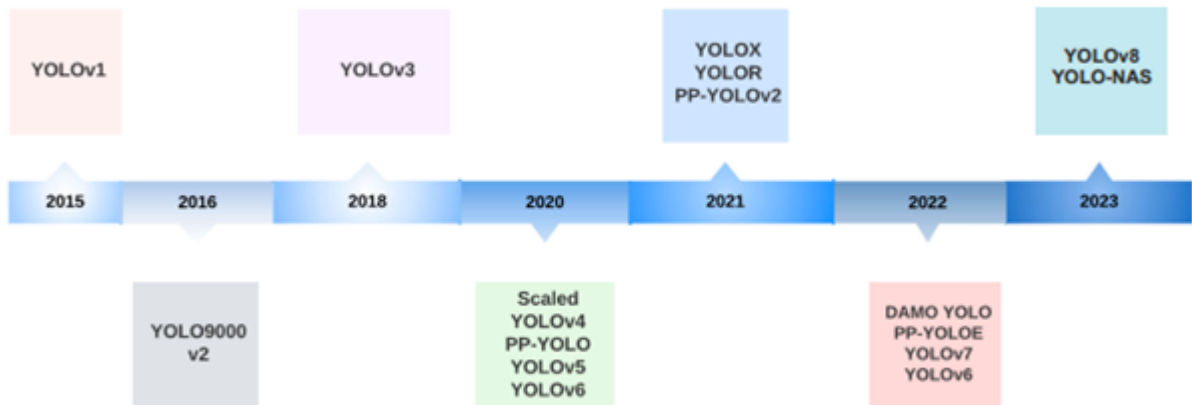 YOLOv1
YOLOv3
YOLOX
YOLOR
PP-YOLOv2
YOLOv8
YOLO-NAS
2015
2016
2018
2020
2021
2022
2023
YOLO9000
v2
Scaled
YOLOv4
PP-YOLO
YOLOv5
YOLOv6
DAMO YOLO
PP-YOLOE
YOLOv7
YOLOv6